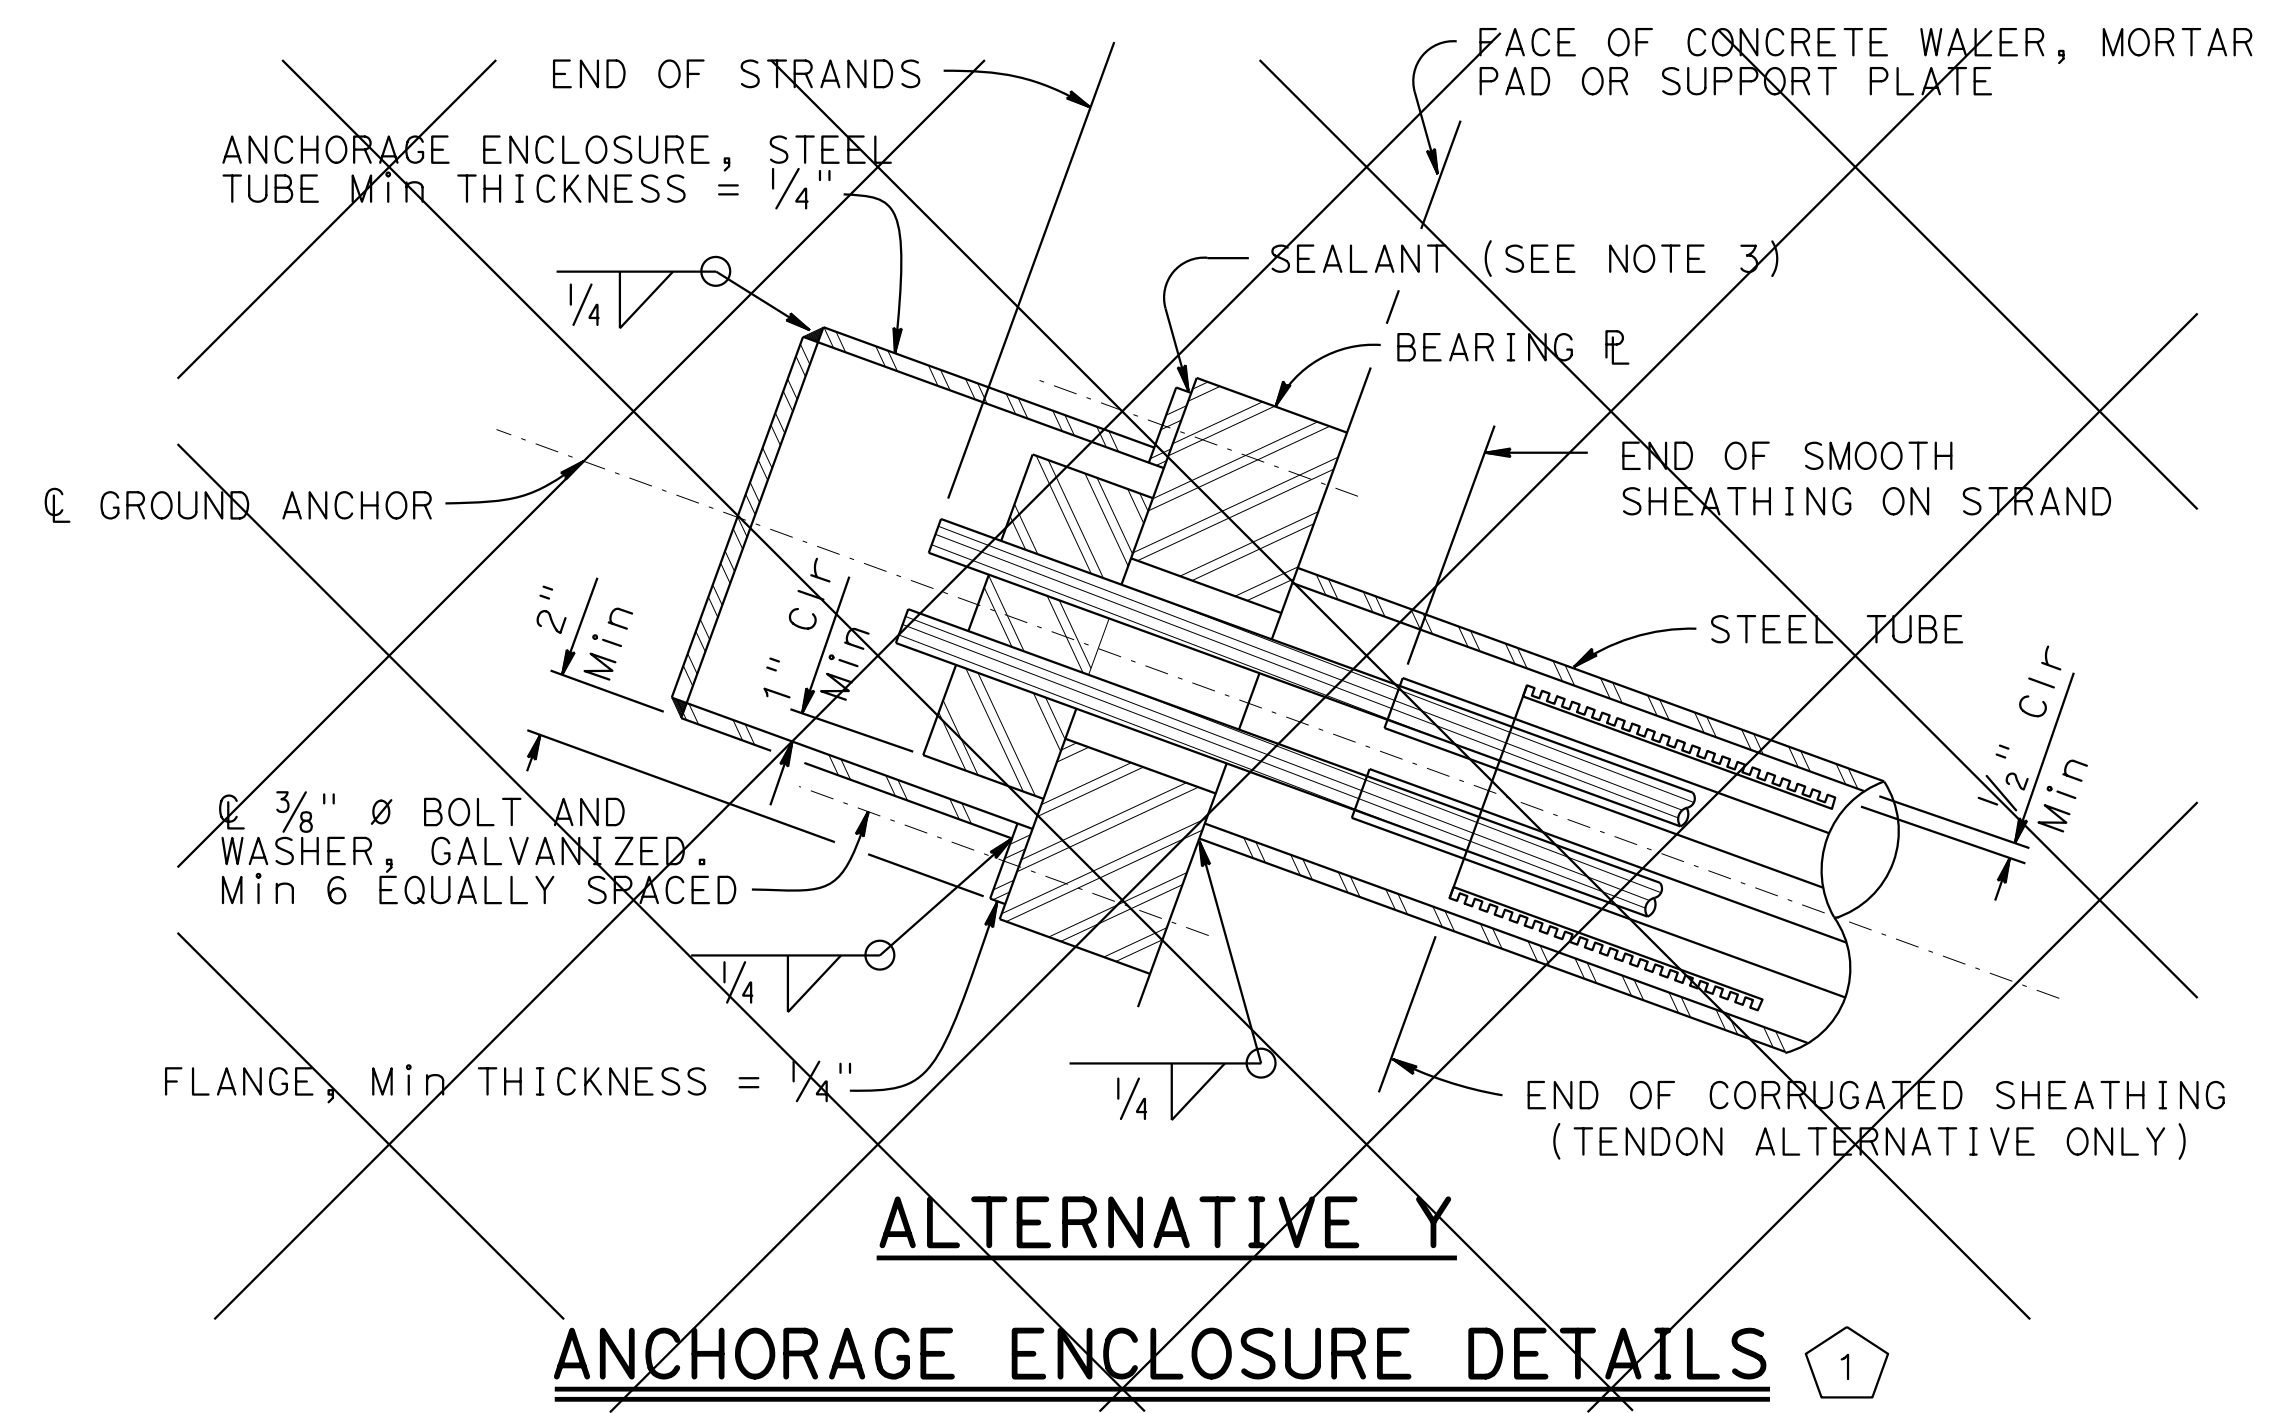 END OF STRANDS
FACE OF CONCRETE WALER, MORTAR
PAD OR SUPPORT PLATE
ANCHORAGE ENCLOSURE, STEEL
TUBE Min THICKNESS = 1/4"
1/4
SEALANT (SEE NOTE 3)
BEARING ℙL
END OF SMOOTH
SHEATHING ON STRAND
℄ GROUND ANCHOR
2"
Min
1" Clr
Min
STEEL TUBE
1/2" Clr
Min
℄ 3/8" Ø BOLT AND
WASHER, GALVANIZED.
Min 6 EQUALLY SPACED
1/4
FLANGE, Min THICKNESS = 1/4"
1/4
END OF CORRUGATED SHEATHING
(TENDON ALTERNATIVE ONLY)
ALTERNATIVE Y
ANCHORAGE ENCLOSURE DETAILS
1